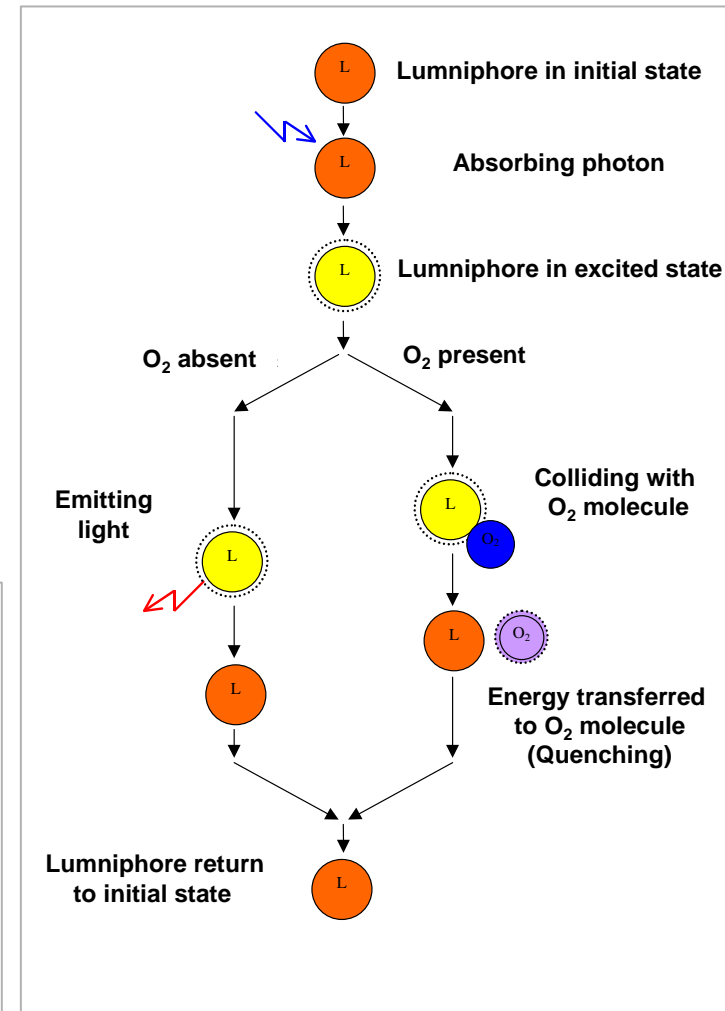 L
Lumniphore in initial state
L
Absorbing photon
L
Lumniphore in excited state
O₂ absent
O₂ present
L
O₂
Colliding with
O₂ molecule
Emitting
light
L
L
O₂
L
Energy transferred
to O₂ molecule
(Quenching)
Lumniphore return
to initial state
L